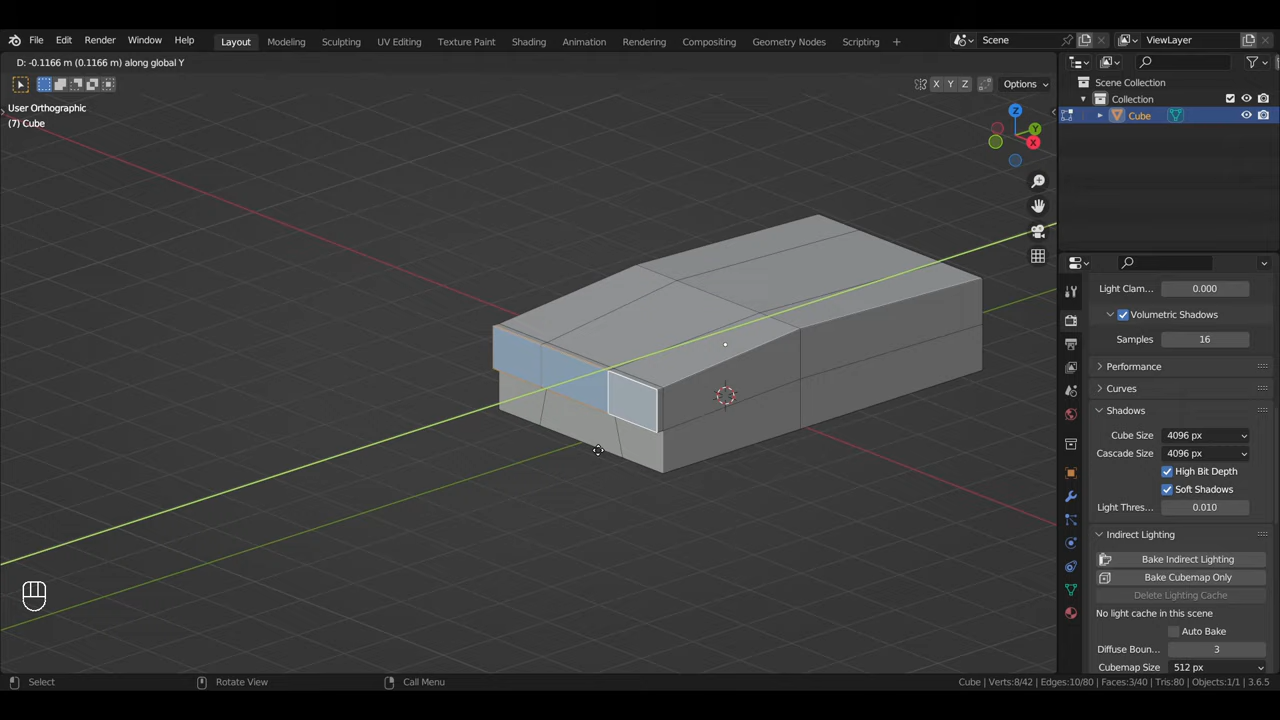 File Edit Render Window Help Layout Modeling Sculpting UV Editing Texture Paint Shading Animation Rendering Compositing Geometry Nodes Scripting + Scene ViewLayer
D: -0.1166 m (0.1166 m) along global Y
X Y Z Options
User Orthographic
(7) Cube
Z
Y
X
Scene Collection
Collection
Cube
Light Clam... 0.000
Volumetric Shadows
Samples 16
Performance
Curves
Shadows
Cube Size 4096 px
Cascade Size 4096 px
High Bit Depth
Soft Shadows
Light Thres... 0.010
Indirect Lighting
Bake Indirect Lighting
Bake Cubemap Only
Delete Lighting Cache
No light cache in this scene
Auto Bake
Diffuse Boun... 3
Cubemap Size 512 px
Select Rotate View Call Menu Cube | Verts:8/42 | Edges:10/80 | Faces:3/40 | Tris:80 | Objects:1/1 | 3.6.5